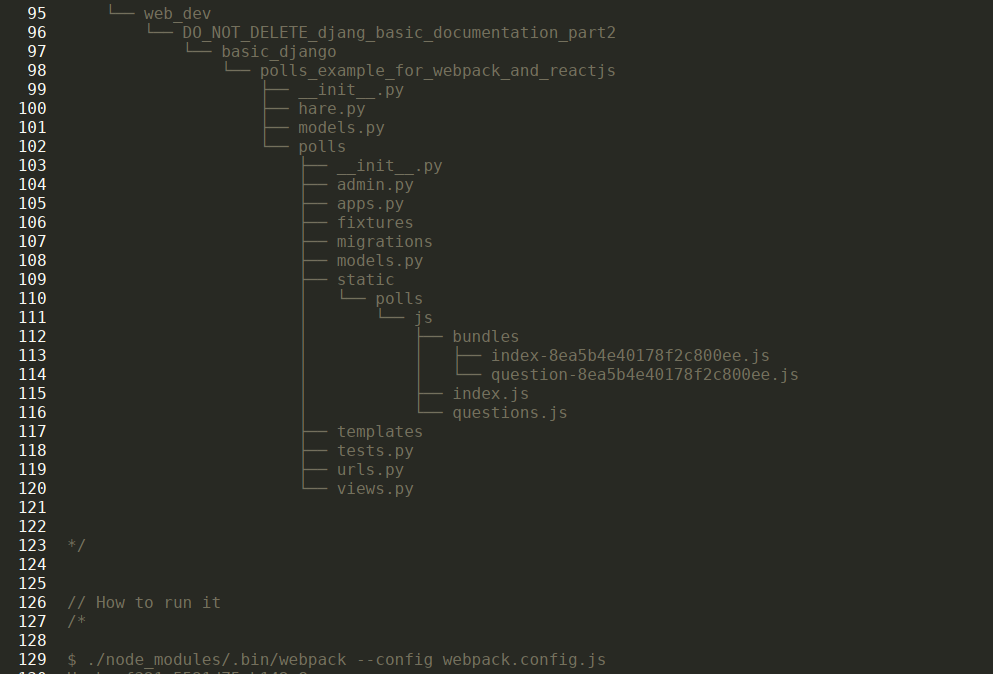 95 └── web_dev
96 └── DO_NOT_DELETE_djang_basic_documentation_part2
97 └── basic_django
98 └── polls_example_for_webpack_and_reactjs
99 ├── __init__.py
100 ├── hare.py
101 ├── models.py
102 └── polls
103 ├── __init__.py
104 ├── admin.py
105 ├── apps.py
106 ├── fixtures
107 ├── migrations
108 ├── models.py
109 ├── static
110 │ └── polls
111 │ └── js
112 │ ├── bundles
113 │ │ ├── index-8ea5b4e40178f2c800ee.js
114 │ │ └── question-8ea5b4e40178f2c800ee.js
115 │ ├── index.js
116 │ └── questions.js
117 ├── templates
118 ├── tests.py
119 ├── urls.py
120 └── views.py
121
122
123 */
124
125
126 // How to run it
127 /*
128
129 $ ./node_modules/.bin/webpack --config webpack.config.js